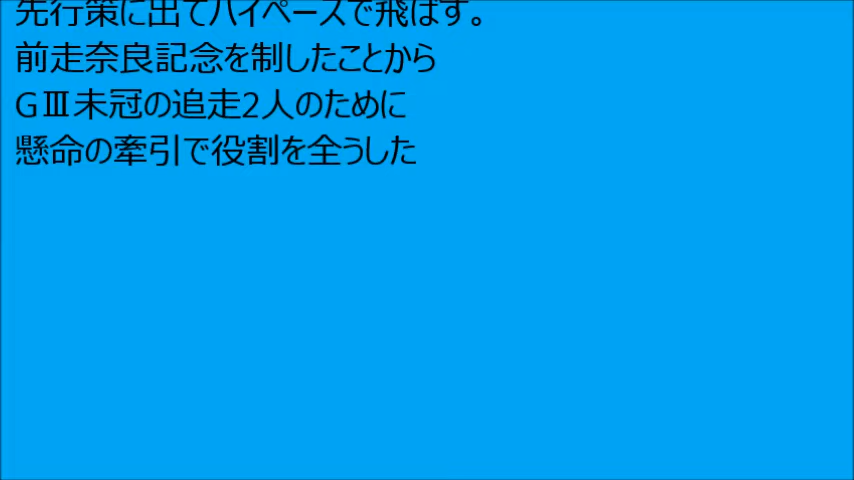 先行策に出てハイペースで飛ばす。
前走奈良記念を制したことから
GⅢ未冠の追走2人のために
懸命の牽引で役割を全うした